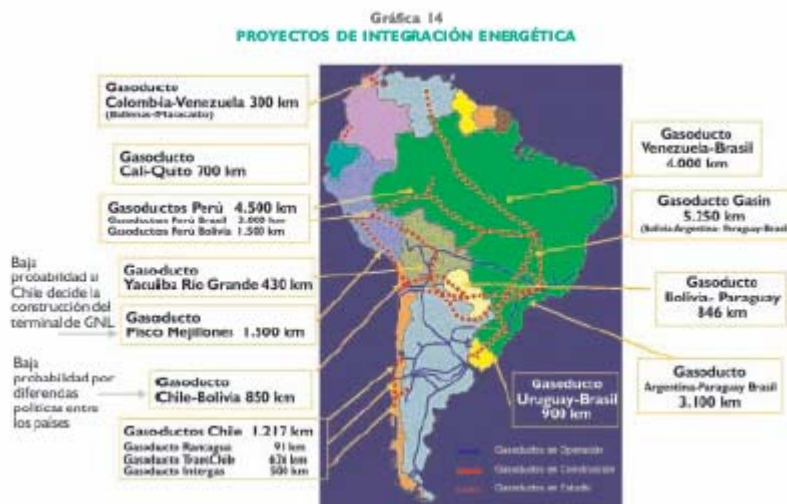 Gráfica 14
PROYECTOS DE INTEGRACIÓN ENERGÉTICA
Gasoducto
Colombia-Venezuela 300 km
(Ballenas-Maracaibo)
Gasoducto
Cali-Quito 700 km
Gasoductos Perú 4.500 km
Gasoductos Perú Brasil 3.000 km
Gasoductos Perú Bolivia 1.500 km
Baja
probabilidad si
Chile decide la
construcción del
terminal de GNL
Gasoducto
Yacuiba Río Grande 430 km
Gasoducto
Pisco Mejillones 1.500 km
Baja
probabilidad por
diferencias
políticas entre
los países
Gasoducto
Chile-Bolivia 850 km
Gasoductos Chile 1.217 km
Gasoducto Rancagua 91 km
Gasoducto TransChile 626 km
Gasoducto Intergas 500 km
Gasoducto
Venezuela-Brasil
4.000 km
Gasoducto Gasin
5.250 km
(Bolivia-Argentina- Paraguay-Brasil)
Gasoducto
Bolivia- Paraguay
846 km
Gasoducto
Argentina-Paraguay Brasil
3.100 km
Gasoducto
Uruguay-Brasil
900 km
Gasoductos en Operación
Gasoductos en Construcción
Gasoductos en Estudio